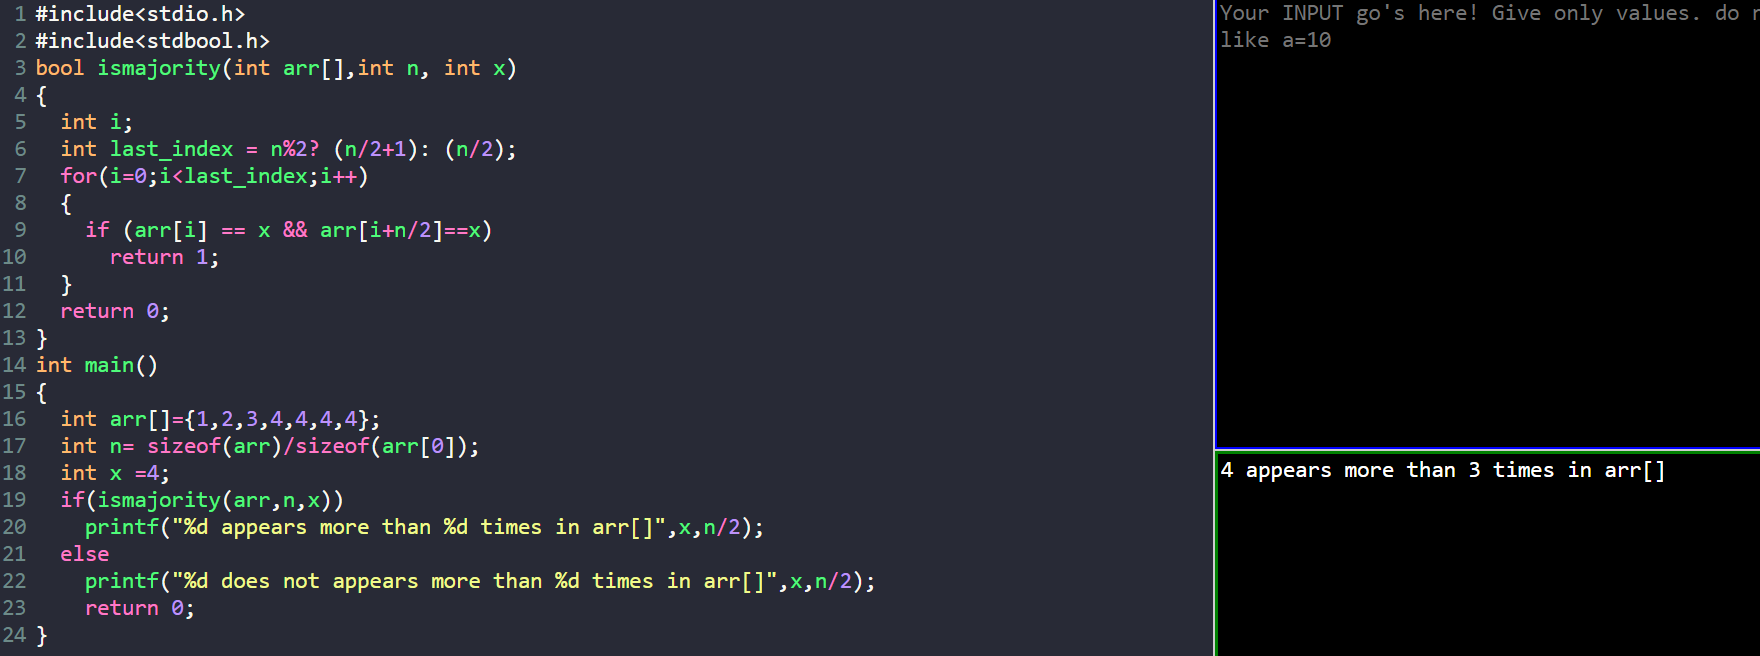 1 #include<stdio.h>
2 #include<stdbool.h>
3 bool ismajority(int arr[],int n, int x)
4 {
5   int i;
6   int last_index = n%2? (n/2+1): (n/2);
7   for(i=0;i<last_index;i++)
8   {
9     if (arr[i] == x && arr[i+n/2]==x)
10       return 1;
11   }
12   return 0;
13 }
14 int main()
15 {
16   int arr[]={1,2,3,4,4,4,4};
17   int n= sizeof(arr)/sizeof(arr[0]);
18   int x =4;
19   if(ismajority(arr,n,x))
20     printf("%d appears more than %d times in arr[]",x,n/2);
21   else
22     printf("%d does not appears more than %d times in arr[]",x,n/2);
23     return 0;
24 }
Your INPUT go's here! Give only values. do
like a=10
4 appears more than 3 times in arr[]